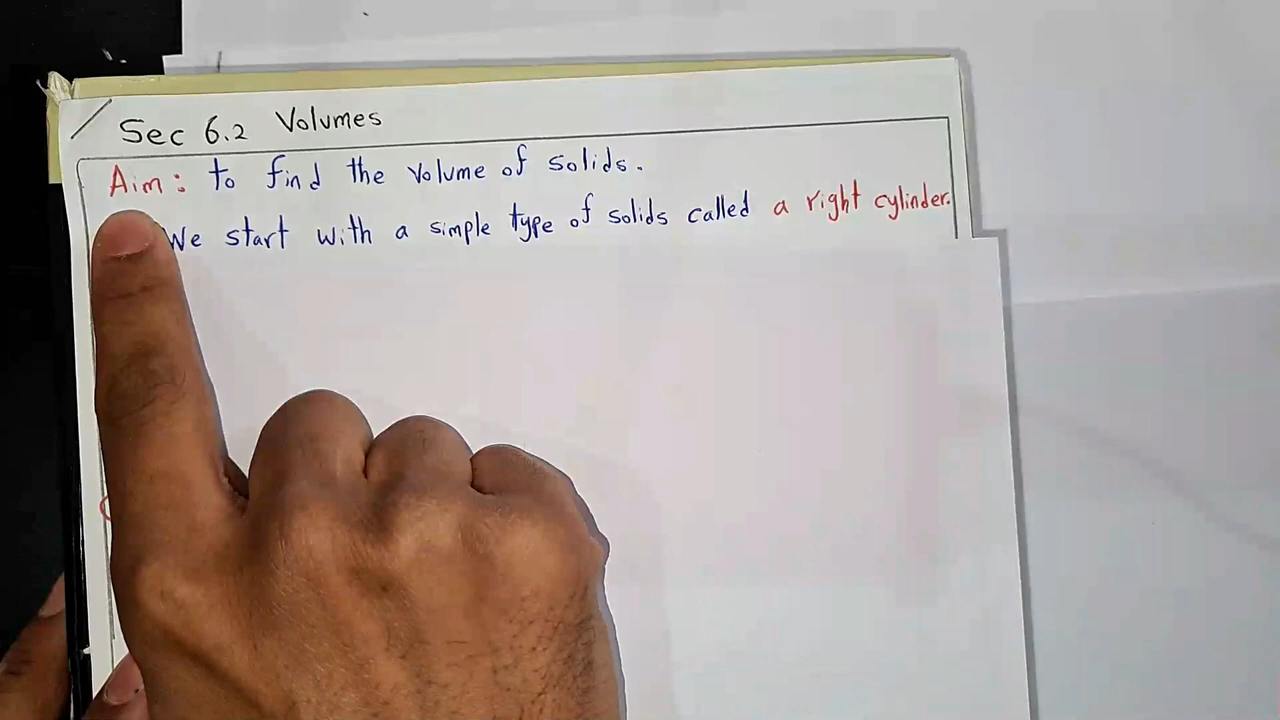 Sec 6.2 Volumes
Aim: to find the volume of solids.
We start with a simple type of solids called a right cylinder.